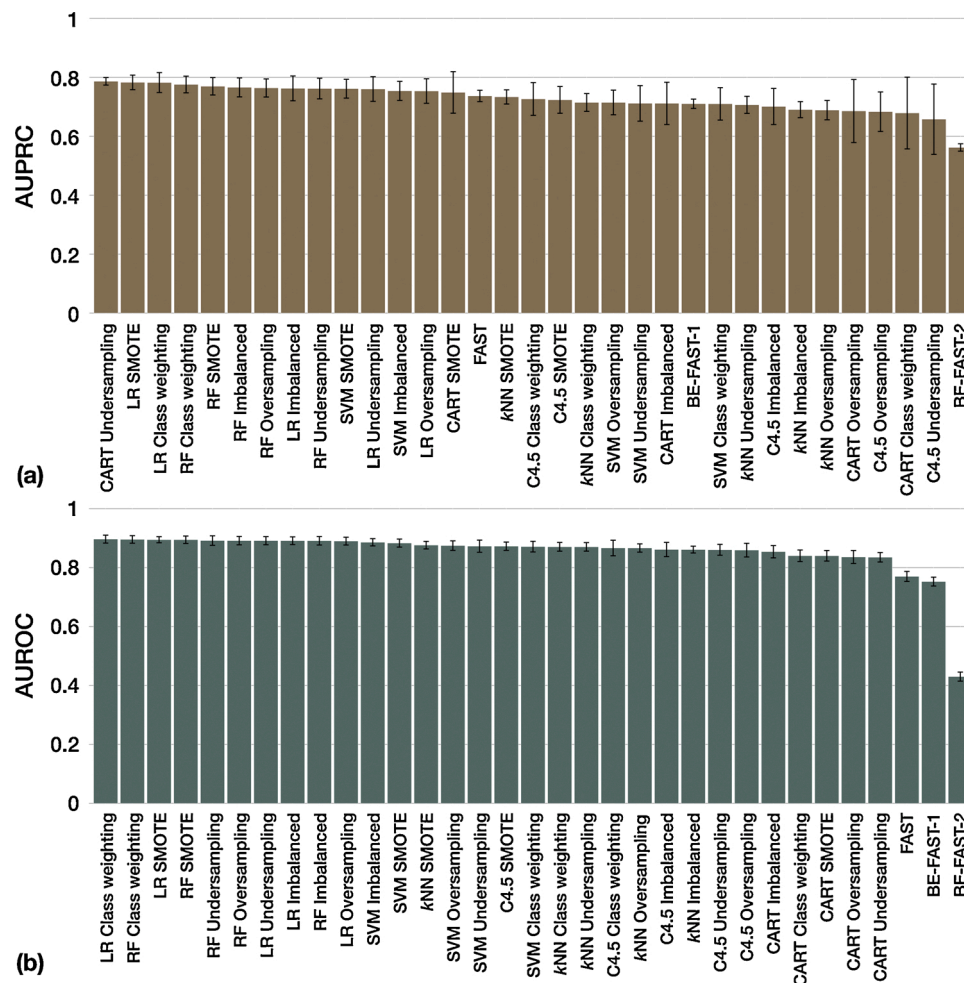 (a)
AUPRC
1
0.8
0.6
0.4
0.2
0
CART Undersampling
LR SMOTE
LR Class weighting
RF Class weighting
RF SMOTE
RF Imbalanced
RF Oversampling
LR Imbalanced
RF Undersampling
SVM SMOTE
LR Undersampling
SVM Imbalanced
LR Oversampling
CART SMOTE
FAST
kNN SMOTE
C4.5 Class weighting
C4.5 SMOTE
kNN Class weighting
SVM Oversampling
SVM Undersampling
CART Imbalanced
BE-FAST-1
SVM Class weighting
kNN Undersampling
C4.5 Imbalanced
kNN Imbalanced
kNN Oversampling
CART Oversampling
C4.5 Oversampling
CART Class weighting
C4.5 Undersampling
BE-FAST-2
(b)
AUROC
1
0.8
0.6
0.4
0.2
0
LR Class weighting
RF Class weighting
LR SMOTE
RF SMOTE
RF Undersampling
RF Oversampling
LR Undersampling
LR Imbalanced
RF Imbalanced
LR Oversampling
SVM Imbalanced
SVM SMOTE
kNN SMOTE
SVM Oversampling
SVM Undersampling
C4.5 SMOTE
SVM Class weighting
kNN Class weighting
kNN Undersampling
C4.5 Class weighting
kNN Oversampling
C4.5 Imbalanced
kNN Imbalanced
C4.5 Undersampling
C4.5 Oversampling
CART Imbalanced
CART Class weighting
CART SMOTE
CART Oversampling
CART Undersampling
FAST
BE-FAST-1
BE-FAST-2